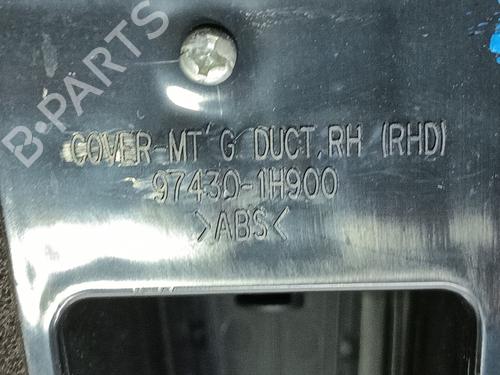 B-PARTS
COVER-MT'G DUCT,RH (RHD)
97430-1H900
>ABS<